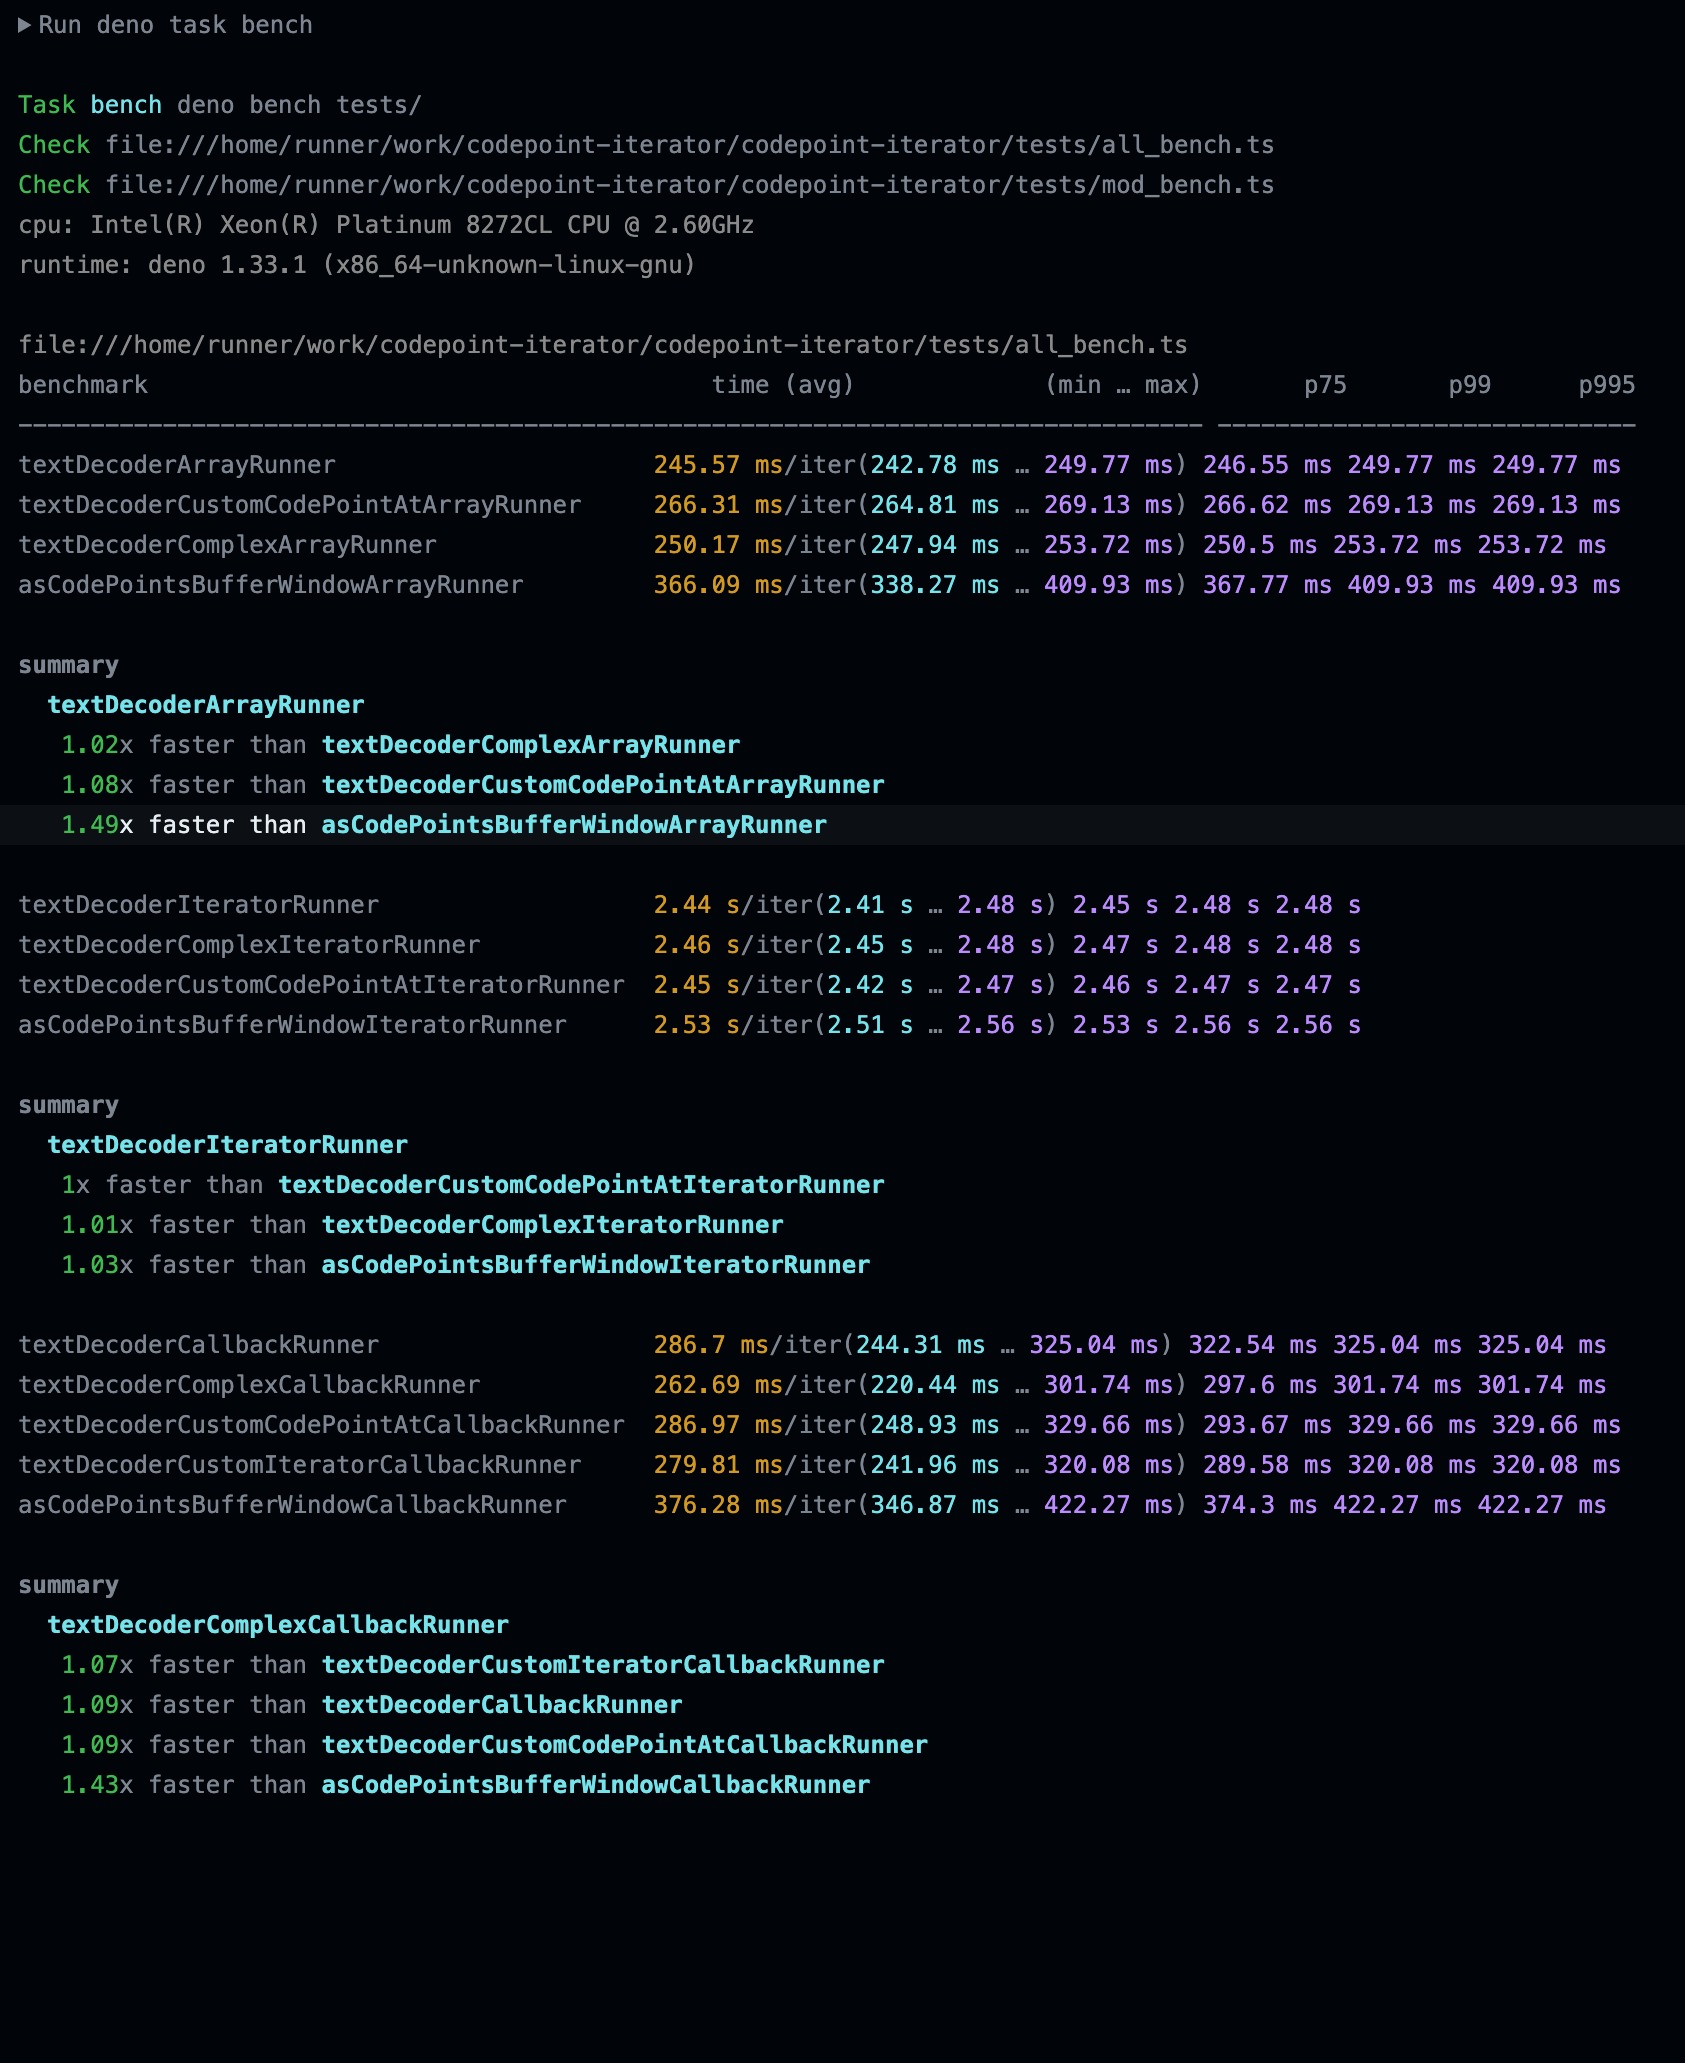 Run deno task bench
Task bench deno bench tests/
Check file:///home/runner/work/codepoint-iterator/codepoint-iterator/tests/all_bench.ts
Check file:///home/runner/work/codepoint-iterator/codepoint-iterator/tests/mod_bench.ts
cpu: Intel(R) Xeon(R) Platinum 8272CL CPU @ 2.60GHz
runtime: deno 1.33.1 (x86_64-unknown-linux-gnu)
file:///home/runner/work/codepoint-iterator/codepoint-iterator/tests/all_bench.ts
benchmark time (avg) (min … max) p75 p99 p995
---------------------------------------------------------------------------------- -----------------------------
textDecoderArrayRunner 245.57 ms/iter(242.78 ms … 249.77 ms) 246.55 ms 249.77 ms 249.77 ms
textDecoderCustomCodePointAtArrayRunner 266.31 ms/iter(264.81 ms … 269.13 ms) 266.62 ms 269.13 ms 269.13 ms
textDecoderComplexArrayRunner 250.17 ms/iter(247.94 ms … 253.72 ms) 250.5 ms 253.72 ms 253.72 ms
asCodePointsBufferWindowArrayRunner 366.09 ms/iter(338.27 ms … 409.93 ms) 367.77 ms 409.93 ms 409.93 ms
summary
textDecoderArrayRunner
1.02x faster than textDecoderComplexArrayRunner
1.08x faster than textDecoderCustomCodePointAtArrayRunner
1.49x faster than asCodePointsBufferWindowArrayRunner
textDecoderIteratorRunner 2.44 s/iter(2.41 s … 2.48 s) 2.45 s 2.48 s 2.48 s
textDecoderComplexIteratorRunner 2.46 s/iter(2.45 s … 2.48 s) 2.47 s 2.48 s 2.48 s
textDecoderCustomCodePointAtIteratorRunner 2.45 s/iter(2.42 s … 2.47 s) 2.46 s 2.47 s 2.47 s
asCodePointsBufferWindowIteratorRunner 2.53 s/iter(2.51 s … 2.56 s) 2.53 s 2.56 s 2.56 s
summary
textDecoderIteratorRunner
1x faster than textDecoderCustomCodePointAtIteratorRunner
1.01x faster than textDecoderComplexIteratorRunner
1.03x faster than asCodePointsBufferWindowIteratorRunner
textDecoderCallbackRunner 286.7 ms/iter(244.31 ms … 325.04 ms) 322.54 ms 325.04 ms 325.04 ms
textDecoderComplexCallbackRunner 262.69 ms/iter(220.44 ms … 301.74 ms) 297.6 ms 301.74 ms 301.74 ms
textDecoderCustomCodePointAtCallbackRunner 286.97 ms/iter(248.93 ms … 329.66 ms) 293.67 ms 329.66 ms 329.66 ms
textDecoderCustomIteratorCallbackRunner 279.81 ms/iter(241.96 ms … 320.08 ms) 289.58 ms 320.08 ms 320.08 ms
asCodePointsBufferWindowCallbackRunner 376.28 ms/iter(346.87 ms … 422.27 ms) 374.3 ms 422.27 ms 422.27 ms
summary
textDecoderComplexCallbackRunner
1.07x faster than textDecoderCustomIteratorCallbackRunner
1.09x faster than textDecoderCallbackRunner
1.09x faster than textDecoderCustomCodePointAtCallbackRunner
1.43x faster than asCodePointsBufferWindowCallbackRunner